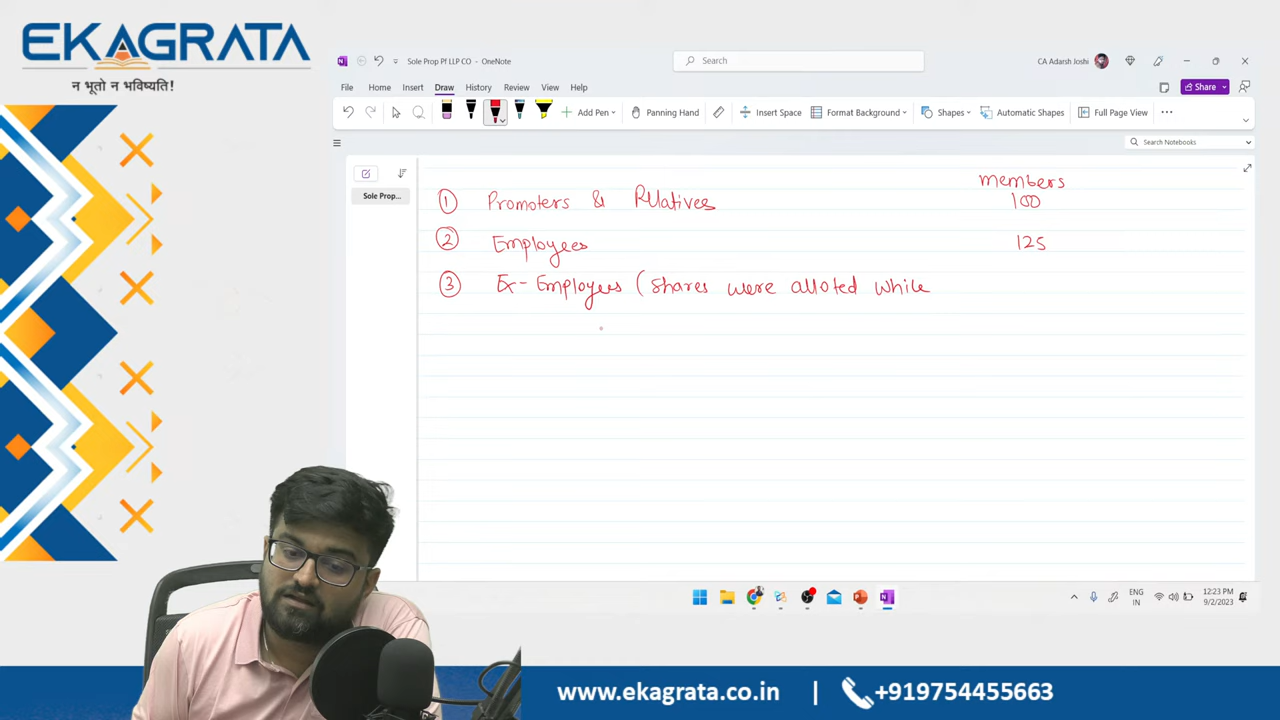 EKAGRATA
न भूतो न भविष्यति!
Sole Prop Pf LLP CO - OneNote
Search
CA Adarsh Joshi
File Home Insert Draw History Review View Help
Share
Add Pen
Panning Hand
Insert Space
Format Background
Shapes
Automatic Shapes
Full Page View
Search Notebooks
Sole Prop...
members
① Promoters & Relatives 100
② Employees 125
③ Ex-Employees (Shares were alloted while
ENG
IN
12:23 PM
9/2/2023
www.ekagrata.co.in | +919754455663